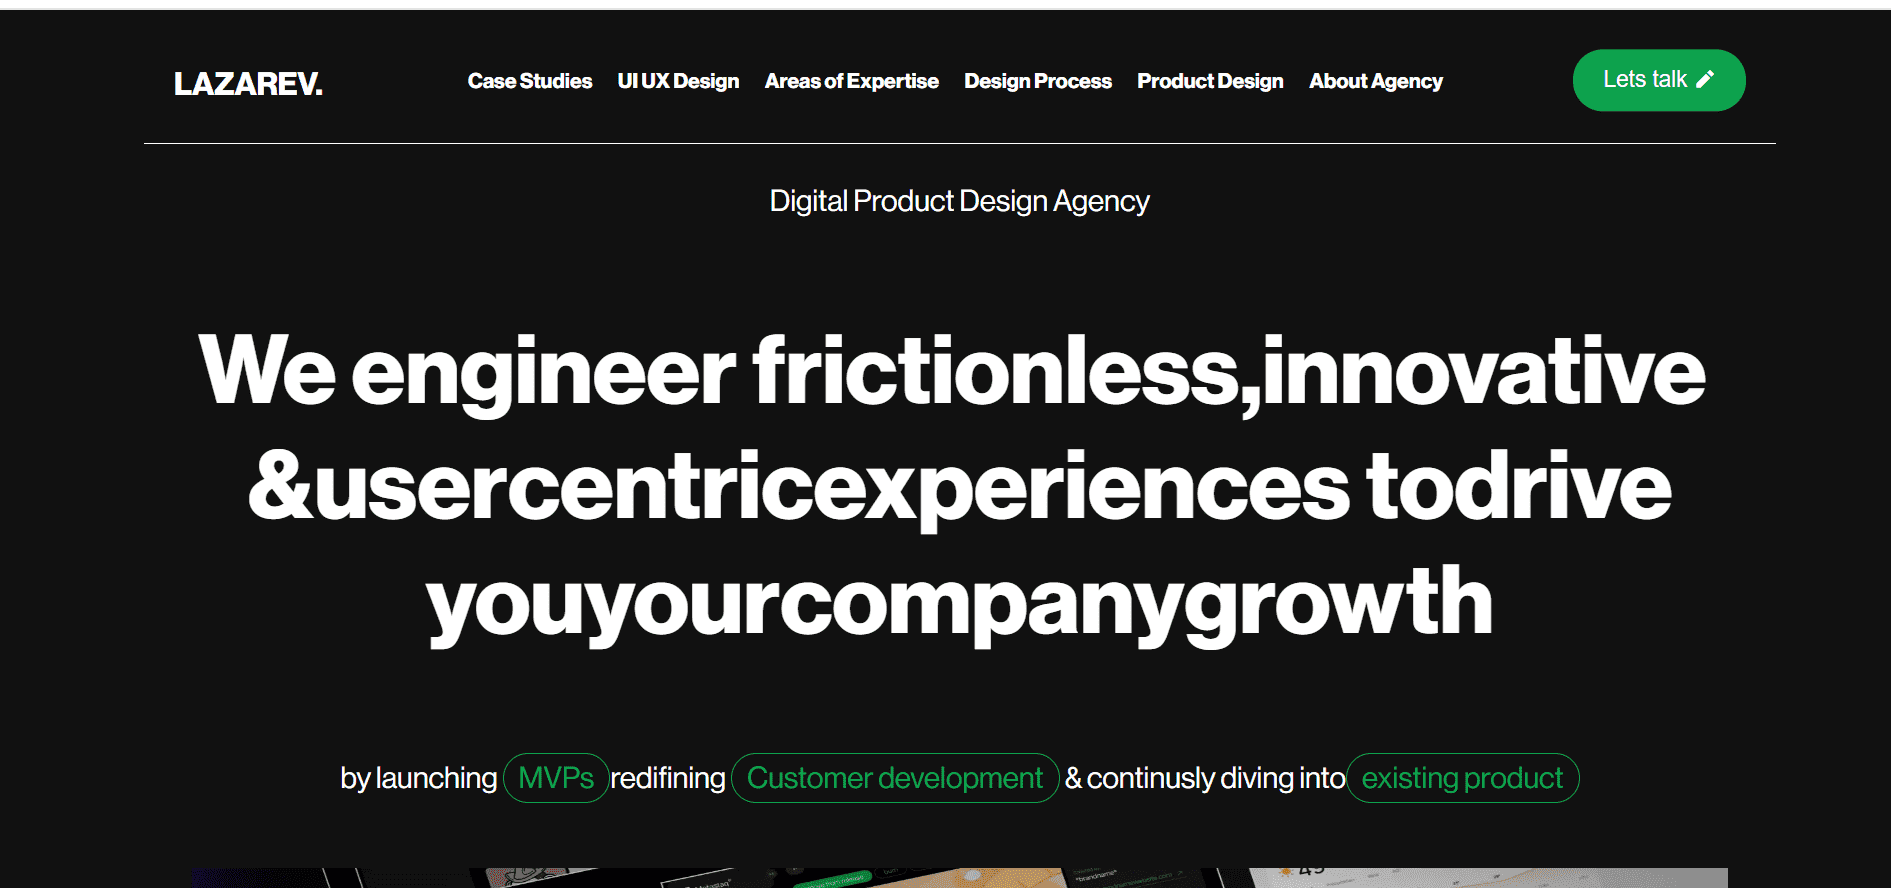 LAZAREV.
Case Studies UI UX Design Areas of Expertise Design Process Product Design About Agency
Lets talk
Digital Product Design Agency
We engineer frictionless,innovative
&usercentricexperiences todrive
youyourcompanygrowth
by launching MVPs redifining Customer development & continusly diving into existing product
"brandname"
49